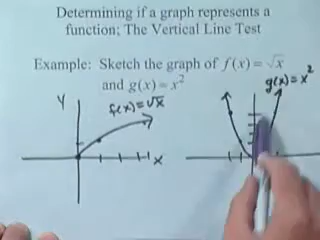 Determining if a graph represents a
function; The Vertical Line Test
Example: Sketch the graph of f(x) = √x
and g(x) = x²
Y
f(x)=√x
X
g(x)=x²